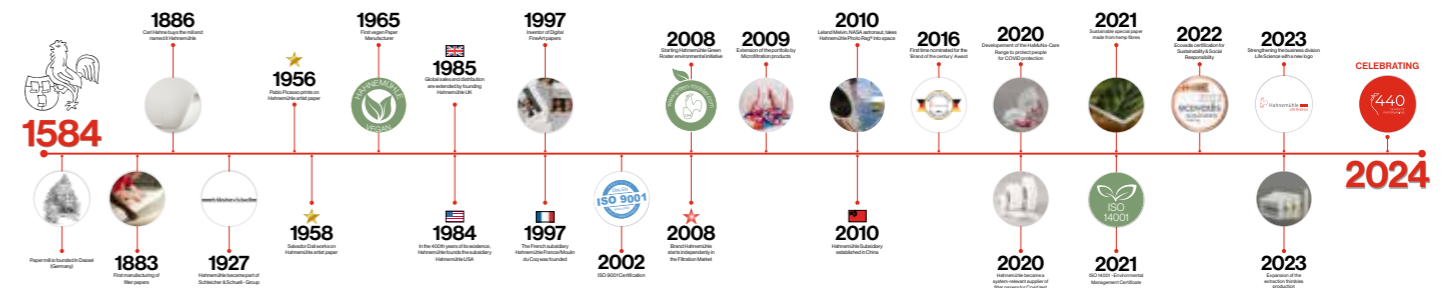 1584
Paper mill is founded in Dassel
(Germany)
1883
First manufacturing of
filter papers
1886
Carl Hahne buys the mill and
named it Hahnemühle
1927
Hahnemühle became part of
Schleicher & Schuell - Group
1956
Pablo Picasso prints on
Hahnemühle artist paper
1958
Salvador Dali works on
Hahnemühle artist paper
1965
First vegan Paper
Manufacturer
HAHNEMÜHLE
VEGAN
1985
Global sales and distribution
are extended by founding
Hahnemühle UK
1984
In the 400th years of its existence,
Hahnemühle founds the subsidiary
Hahnemühle USA
1997
Inventor of Digital
FineArt papers
1997
The French subsidiary
Hahnemühle France/Moulin
du Coq was founded
ISO 9001
2002
ISO 9001 Certification
2008
Starting Hahnemühle Green
Rooster environmental initiative
2008
Brand Hahnemühle
starts independently in
the Filtration Market
2009
Extension of the portfolio by
Microfiltration products
2010
Leland Melvin, NASA astronaut, takes
Hahnemühle Photo Rag® into space
2010
Hahnemühle Subsidiary
established in China
2016
First time nominated for the
'Brand of the century' Award
2020
Developement of the HaMuNa-Care
Range to protect people
for COVID protection
2020
Hahnemühle became a
system-relevant supplier of
2021
Sustainable special paper
made from hemp fibres
ISO
14001
2021
ISO 14001 - Environmental
Management Certificate
2022
Ecovadis certification for
Sustainability & Social
Responsability
2023
Strengthening the business division
Life Science with a new logo
Hahnemühle
2023
Expansion of the
extraction thimbles
production
CELEBRATING
440
2024